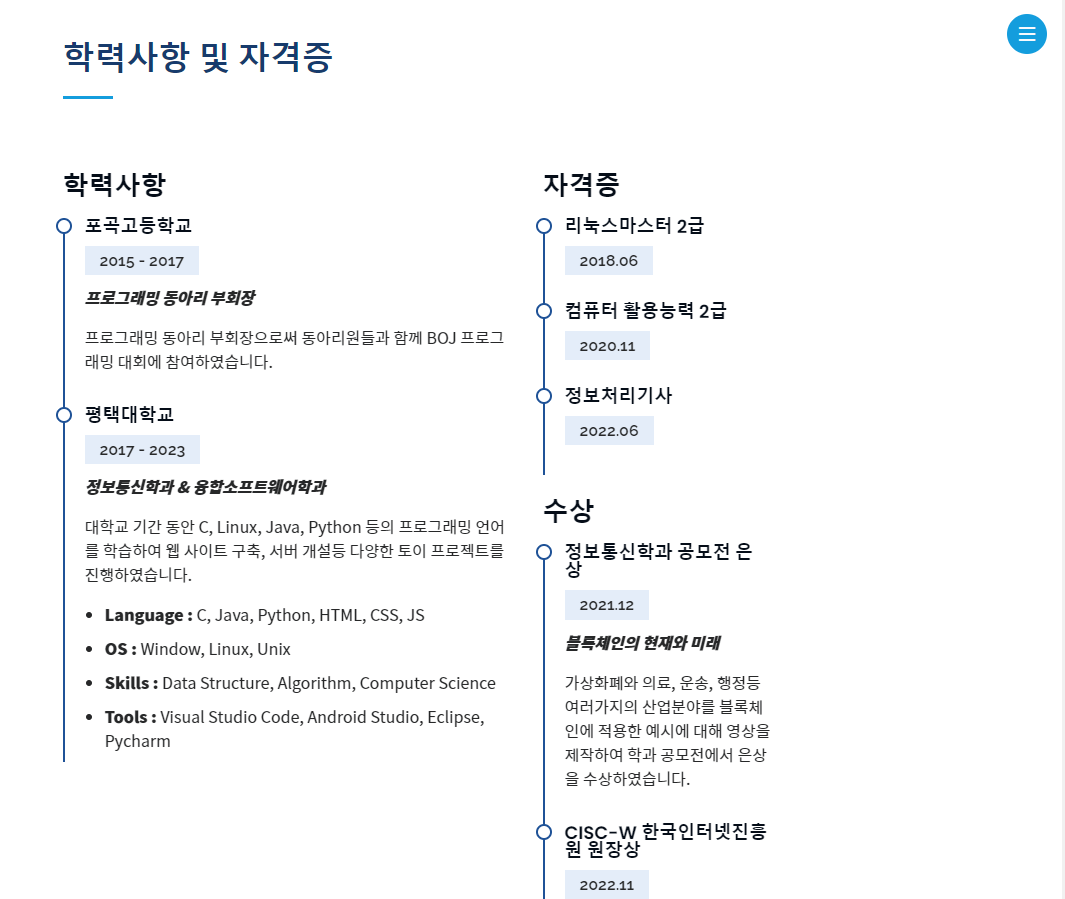 학력사항 및 자격증
학력사항
포곡고등학교
2015 - 2017
프로그래밍 동아리 부회장
프로그래밍 동아리 부회장으로써 동아리원들과 함께 BOJ 프로그
래밍 대회에 참여하였습니다.
평택대학교
2017 - 2023
정보통신학과 & 융합소프트웨어학과
대학교 기간 동안 C, Linux, Java, Python 등의 프로그래밍 언어
를 학습하여 웹 사이트 구축, 서버 개설등 다양한 토이 프로젝트를
진행하였습니다.
Language : C, Java, Python, HTML, CSS, JS
OS : Window, Linux, Unix
Skills : Data Structure, Algorithm, Computer Science
Tools : Visual Studio Code, Android Studio, Eclipse,
Pycharm
자격증
리눅스마스터 2급
2018.06
컴퓨터 활용능력 2급
2020.11
정보처리기사
2022.06
수상
정보통신학과 공모전 은
상
2021.12
블록체인의 현재와 미래
가상화폐와 의료, 운송, 행정등
여러가지의 산업분야를 블록체
인에 적용한 예시에 대해 영상을
제작하여 학과 공모전에서 은상
을 수상하였습니다.
CISC-W 한국인터넷진흥
원 원장상
2022.11